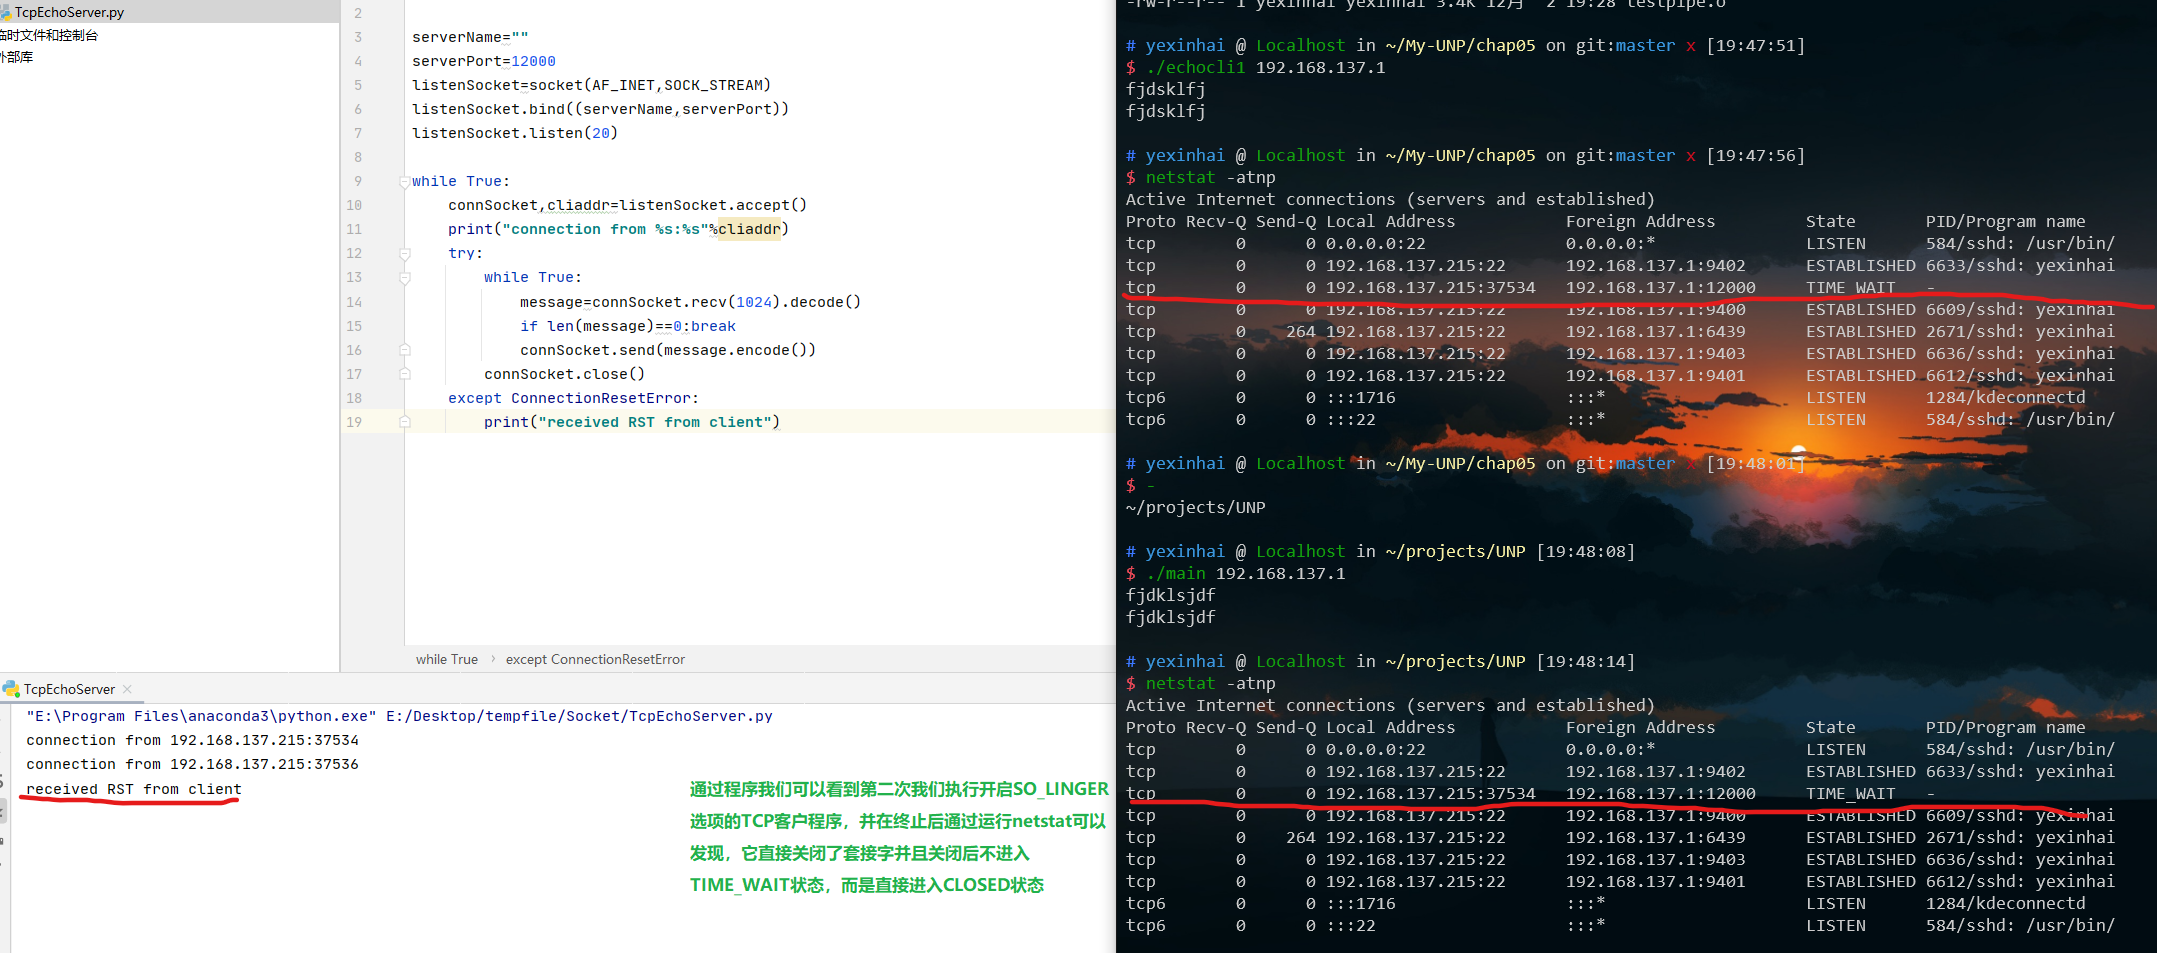 TcpEchoServer.py
临时文件和控制台
外部库
2
3 serverName=""
4 serverPort=12000
5 listenSocket=socket(AF_INET,SOCK_STREAM)
6 listenSocket.bind((serverName,serverPort))
7 listenSocket.listen(20)
8
9 while True:
10 connSocket,cliaddr=listenSocket.accept()
11 print("connection from %s:%s"%cliaddr)
12 try:
13 while True:
14 message=connSocket.recv(1024).decode()
15 if len(message)==0:break
16 connSocket.send(message.encode())
17 connSocket.close()
18 except ConnectionResetError:
19 print("received RST from client")
while True › except ConnectionResetError
TcpEchoServer ×
"E:\Program Files\anaconda3\python.exe" E:/Desktop/tempfile/Socket/TcpEchoServer.py
connection from 192.168.137.215:37534
connection from 192.168.137.215:37536
received RST from client
通过程序我们可以看到第二次我们执行开启SO_LINGER
选项的TCP客户程序，并在终止后通过运行netstat可以
发现，它直接关闭了套接字并且关闭后不进入
TIME_WAIT状态，而是直接进入CLOSED状态
-rw-r--r-- 1 yexinhai yexinhai 3.4K 12月  2 19:28 testpipe.o
# yexinhai @ Localhost in ~/My-UNP/chap05 on git:master x [19:47:51]
$ ./echocli1 192.168.137.1
fjdsklfj
fjdsklfj
# yexinhai @ Localhost in ~/My-UNP/chap05 on git:master x [19:47:56]
$ netstat -atnp
Active Internet connections (servers and established)
Proto Recv-Q Send-Q Local Address Foreign Address State PID/Program name
tcp 0 0 0.0.0.0:22 0.0.0.0:* LISTEN 584/sshd: /usr/bin/
tcp 0 0 192.168.137.215:22 192.168.137.1:9402 ESTABLISHED 6633/sshd: yexinhai
tcp 0 0 192.168.137.215:37534 192.168.137.1:12000 TIME_WAIT -
tcp 0 0 192.168.137.215:22 192.168.137.1:9400 ESTABLISHED 6609/sshd: yexinhai
tcp 0 264 192.168.137.215:22 192.168.137.1:6439 ESTABLISHED 2671/sshd: yexinhai
tcp 0 0 192.168.137.215:22 192.168.137.1:9403 ESTABLISHED 6636/sshd: yexinhai
tcp 0 0 192.168.137.215:22 192.168.137.1:9401 ESTABLISHED 6612/sshd: yexinhai
tcp6 0 0 :::1716 :::* LISTEN 1284/kdeconnectd
tcp6 0 0 :::22 :::* LISTEN 584/sshd: /usr/bin/
# yexinhai @ Localhost in ~/My-UNP/chap05 on git:master x [19:48:01]
$ -
~/projects/UNP
# yexinhai @ Localhost in ~/projects/UNP [19:48:08]
$ ./main 192.168.137.1
fjdklsjdf
fjdklsjdf
# yexinhai @ Localhost in ~/projects/UNP [19:48:14]
$ netstat -atnp
Active Internet connections (servers and established)
Proto Recv-Q Send-Q Local Address Foreign Address State PID/Program name
tcp 0 0 0.0.0.0:22 0.0.0.0:* LISTEN 584/sshd: /usr/bin/
tcp 0 0 192.168.137.215:22 192.168.137.1:9402 ESTABLISHED 6633/sshd: yexinhai
tcp 0 0 192.168.137.215:37534 192.168.137.1:12000 TIME_WAIT -
tcp 0 0 192.168.137.215:22 192.168.137.1:9400 ESTABLISHED 6609/sshd: yexinhai
tcp 0 264 192.168.137.215:22 192.168.137.1:6439 ESTABLISHED 2671/sshd: yexinhai
tcp 0 0 192.168.137.215:22 192.168.137.1:9403 ESTABLISHED 6636/sshd: yexinhai
tcp 0 0 192.168.137.215:22 192.168.137.1:9401 ESTABLISHED 6612/sshd: yexinhai
tcp6 0 0 :::1716 :::* LISTEN 1284/kdeconnectd
tcp6 0 0 :::22 :::* LISTEN 584/sshd: /usr/bin/